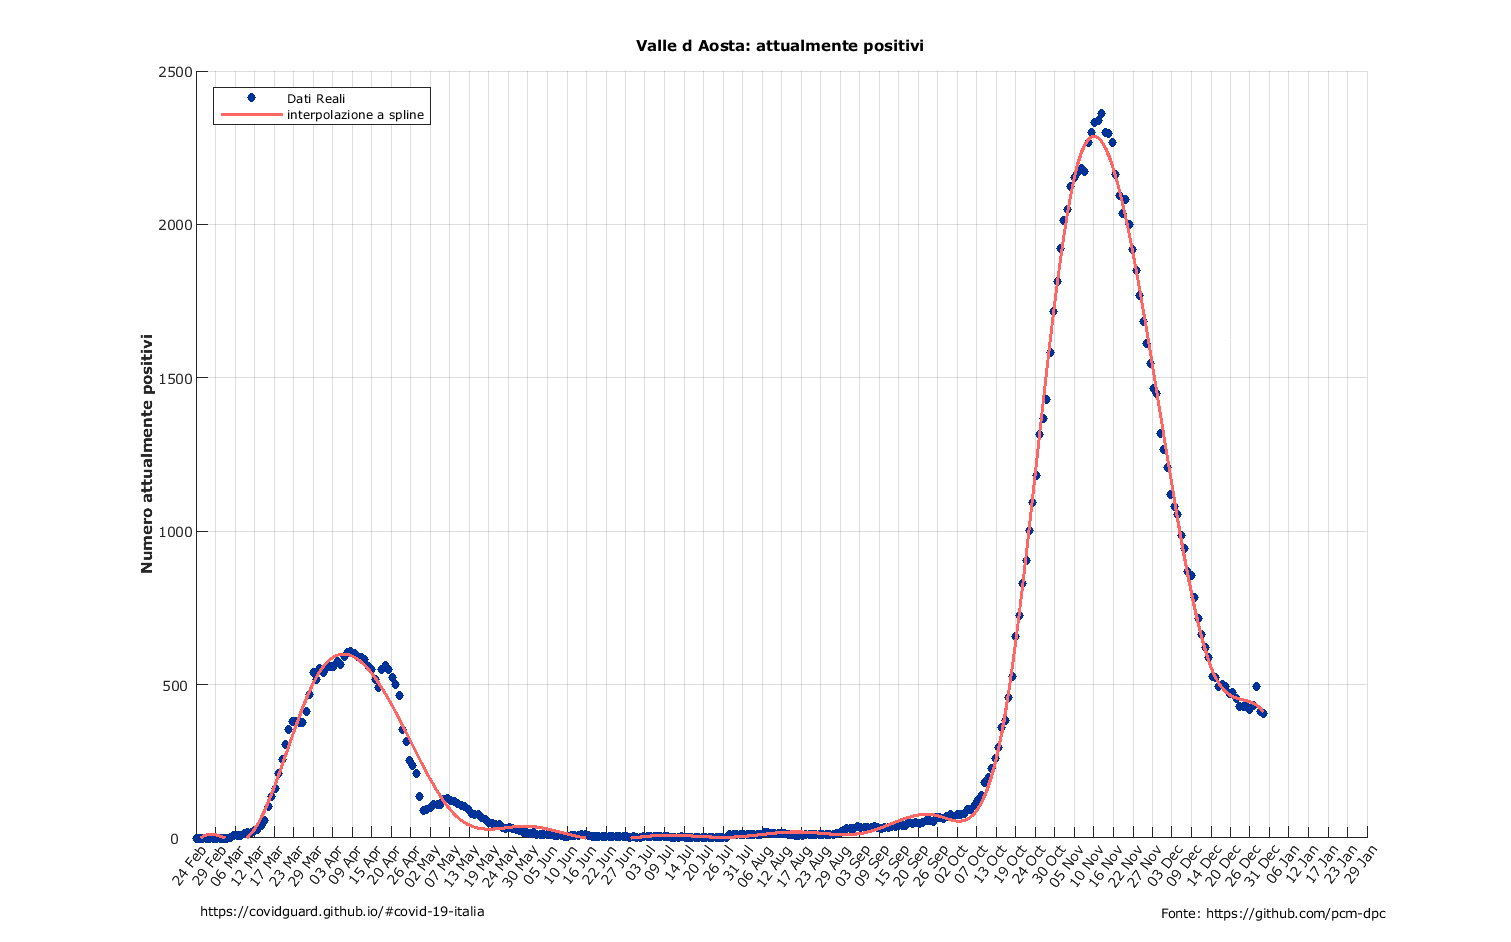 Valle d Aosta: attualmente positivi
Dati Reali
interpolazione a spline
Numero attualmente positivi
2500
2000
1500
1000
500
0
24 Feb
29 Feb
06 Mar
12 Mar
17 Mar
23 Mar
29 Mar
03 Apr
09 Apr
15 Apr
20 Apr
26 Apr
02 May
07 May
13 May
19 May
24 May
30 May
05 Jun
10 Jun
16 Jun
22 Jun
27 Jun
03 Jul
09 Jul
14 Jul
20 Jul
26 Jul
31 Jul
06 Aug
12 Aug
17 Aug
23 Aug
29 Aug
03 Sep
09 Sep
15 Sep
20 Sep
26 Sep
02 Oct
07 Oct
13 Oct
19 Oct
24 Oct
30 Oct
05 Nov
10 Nov
16 Nov
22 Nov
27 Nov
03 Dec
09 Dec
14 Dec
20 Dec
26 Dec
31 Dec
06 Jan
12 Jan
17 Jan
23 Jan
29 Jan
https://covidguard.github.io/#covid-19-italia
Fonte: https://github.com/pcm-dpc